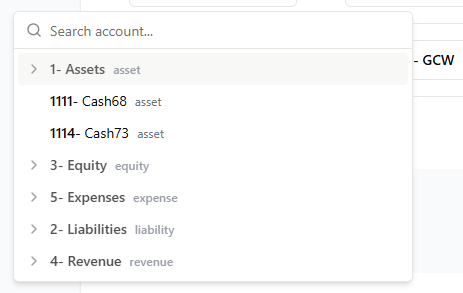 Search account...
- GCW
1- Assets asset
1111- Cash68 asset
1114- Cash73 asset
3- Equity equity
5- Expenses expense
2- Liabilities liability
4- Revenue revenue